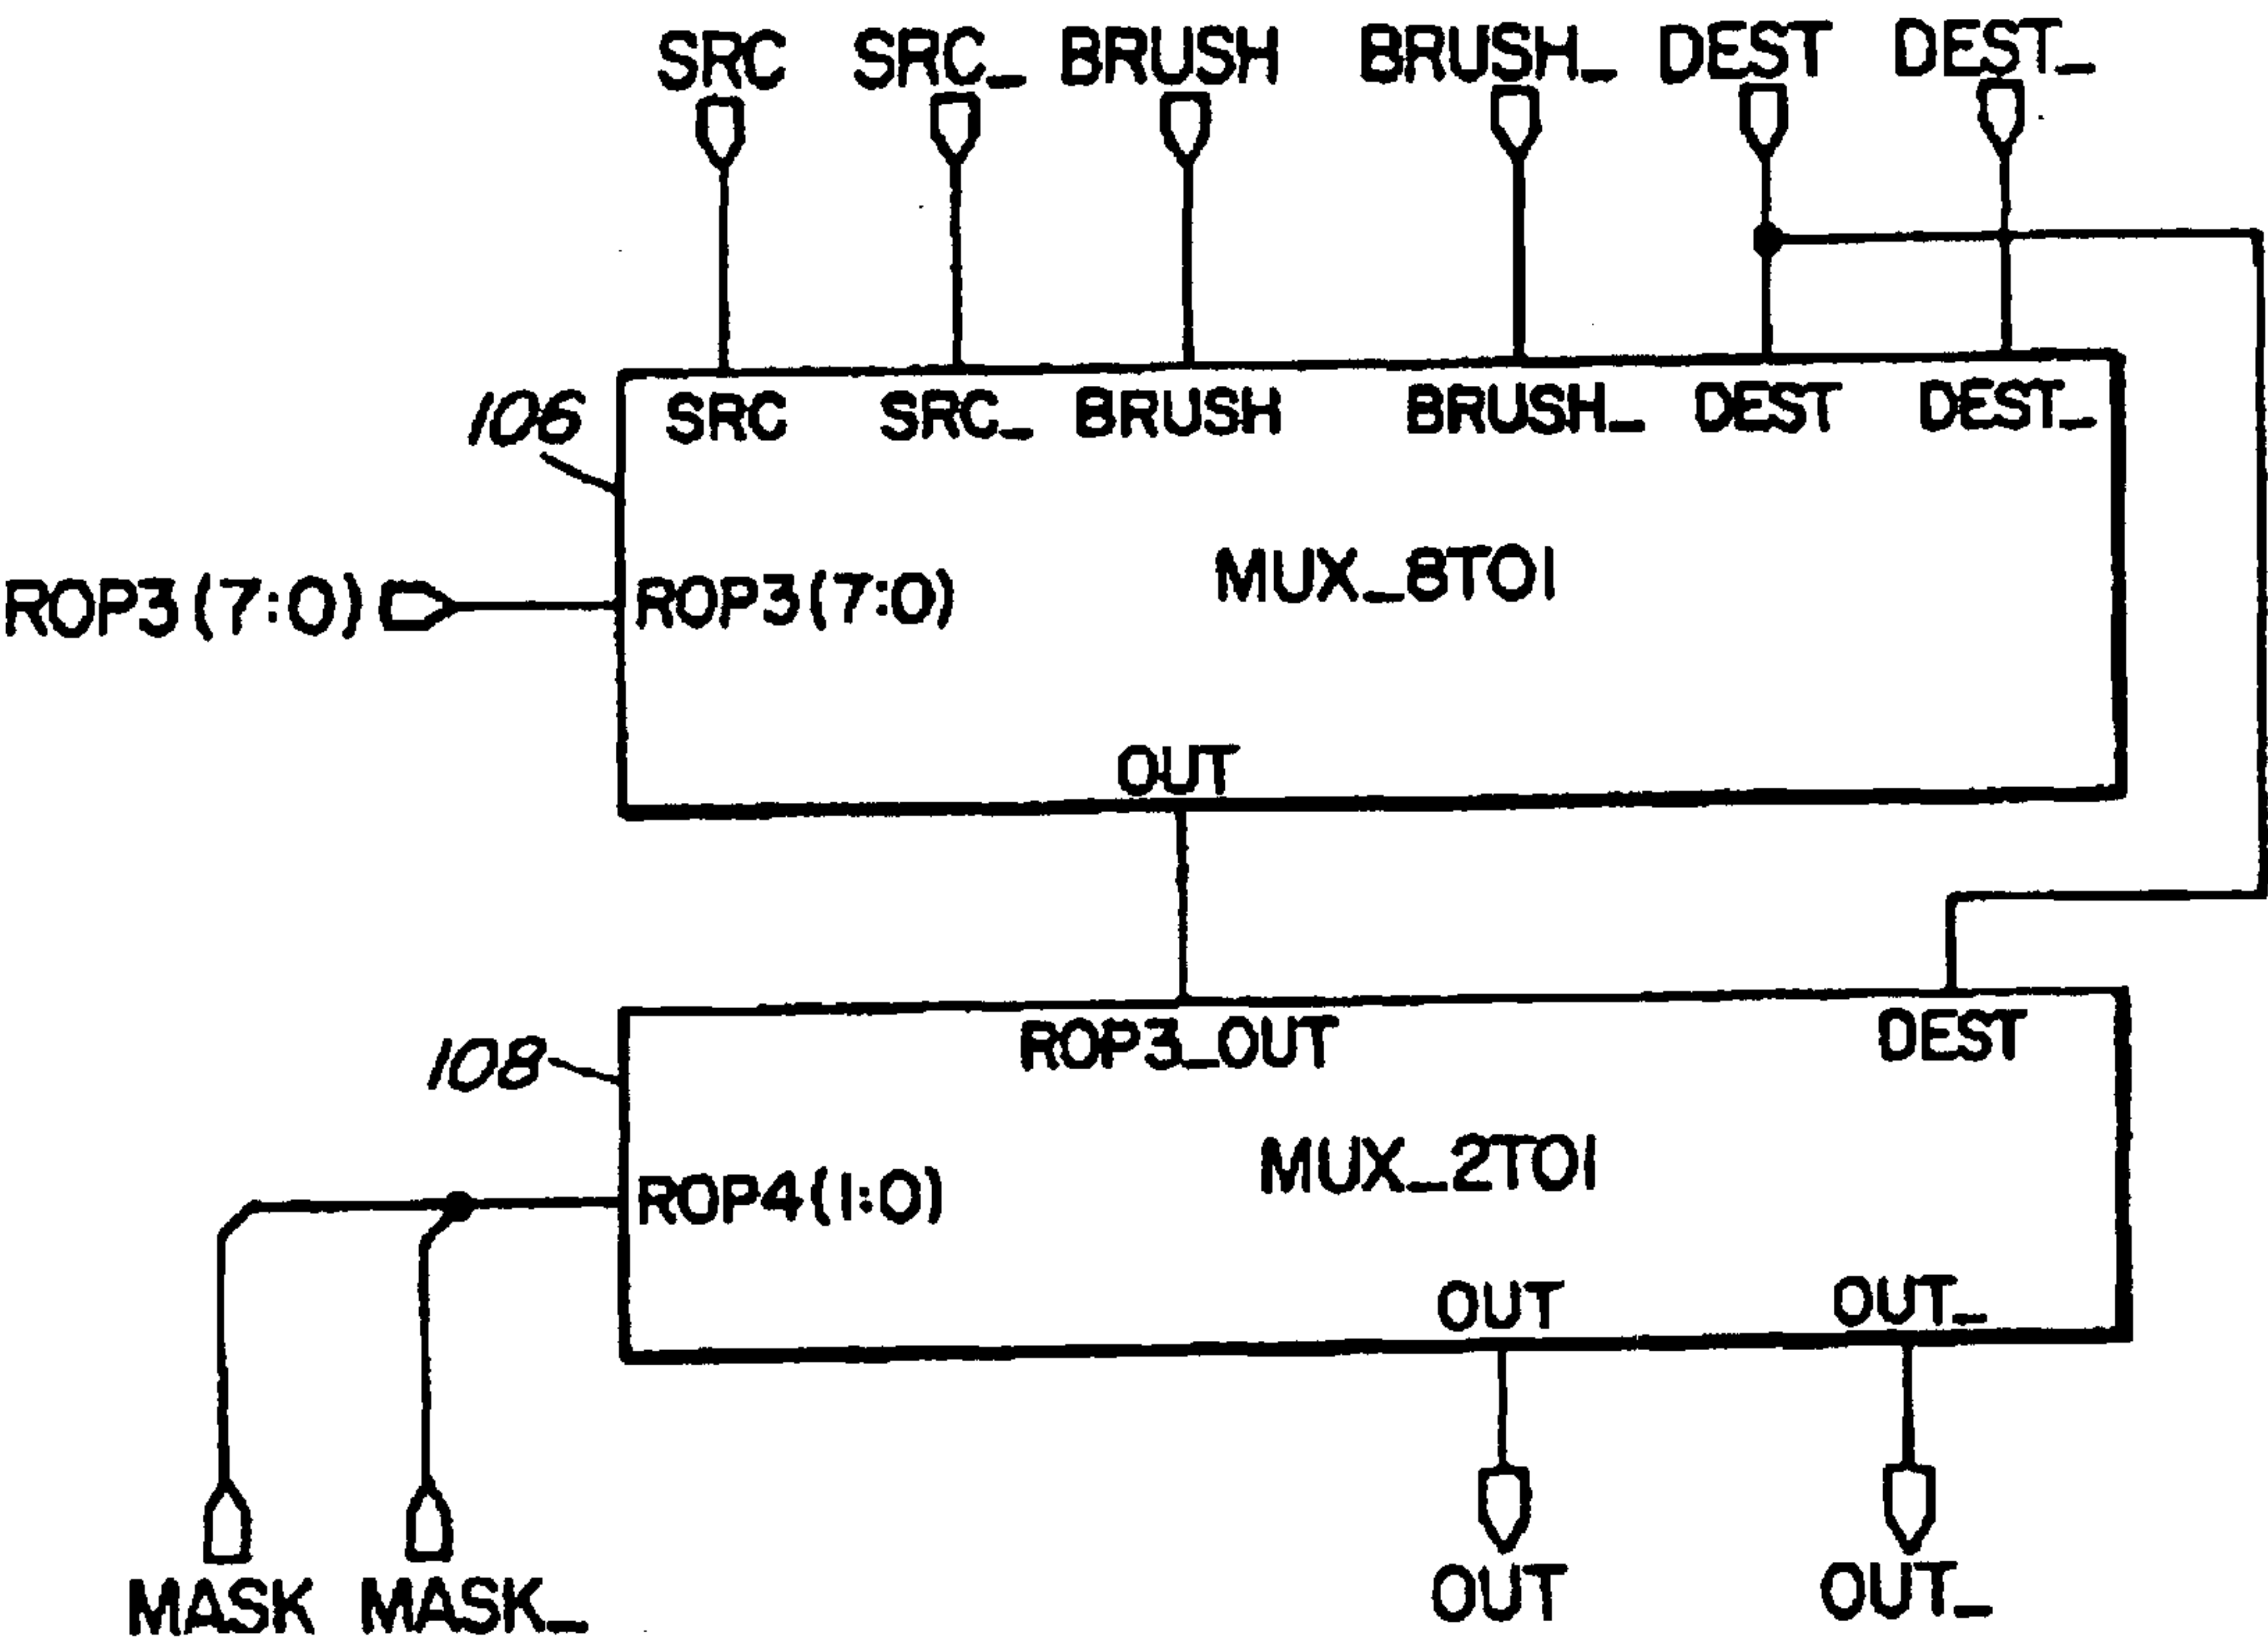 SRC SRC_ BRUSH BRUSH_ DEST DEST_
106 SRC SRC_ BRUSH BRUSH_ DEST DEST_
ROP3(7:0) ROP3(7:0) MUX_8TO1
OUT
108 ROP3_OUT DEST
ROP4(1:0) MUX_2TO1
OUT OUT_
MASK MASK_ OUT OUT_